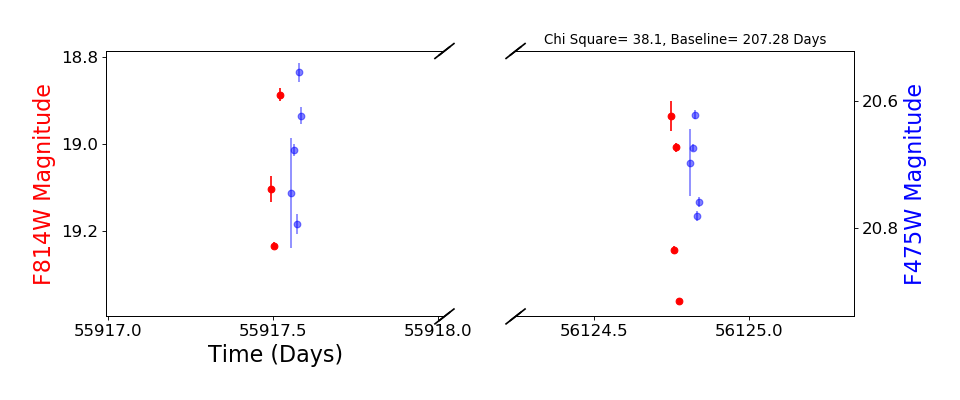 Chi Square= 38.1, Baseline= 207.28 Days
18.8
19.0
19.2
F814W Magnitude
20.6
20.8
F475W Magnitude
55917.0 55917.5 55918.0 56124.5 56125.0
Time (Days)